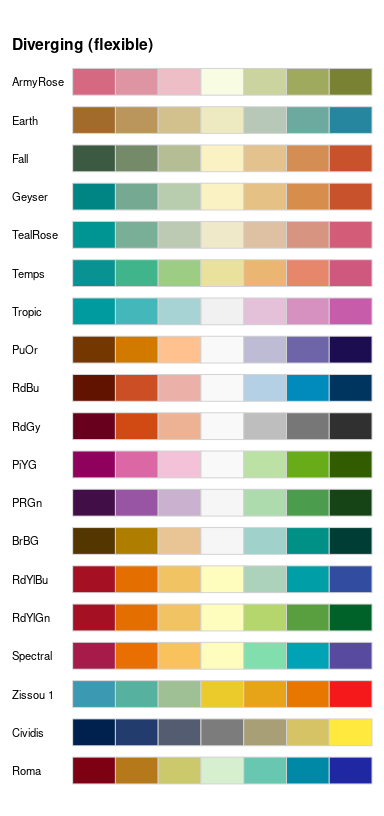 Diverging (flexible)
ArmyRose
Earth
Fall
Geyser
TealRose
Temps
Tropic
PuOr
RdBu
RdGy
PiYG
PRGn
BrBG
RdYlBu
RdYlGn
Spectral
Zissou 1
Cividis
Roma